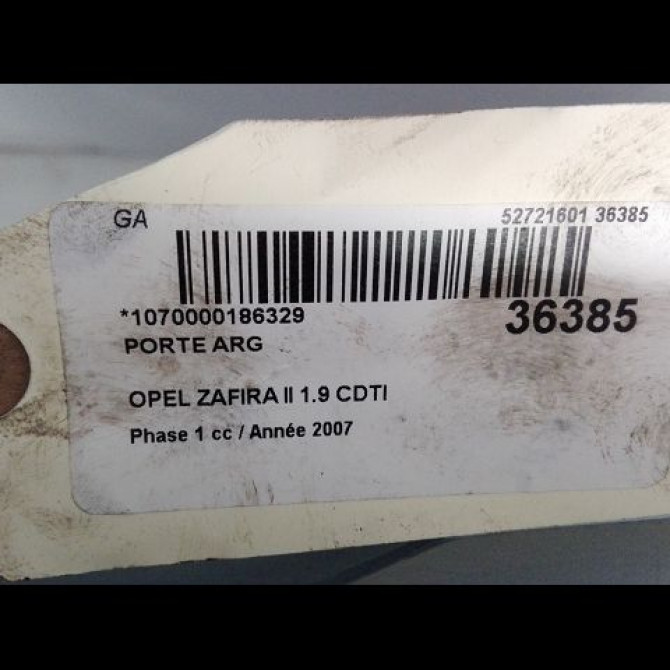 GA 52721601 36385
*1070000186329 36385
PORTE ARG
OPEL ZAFIRA II 1.9 CDTI
Phase 1 cc / Année 2007